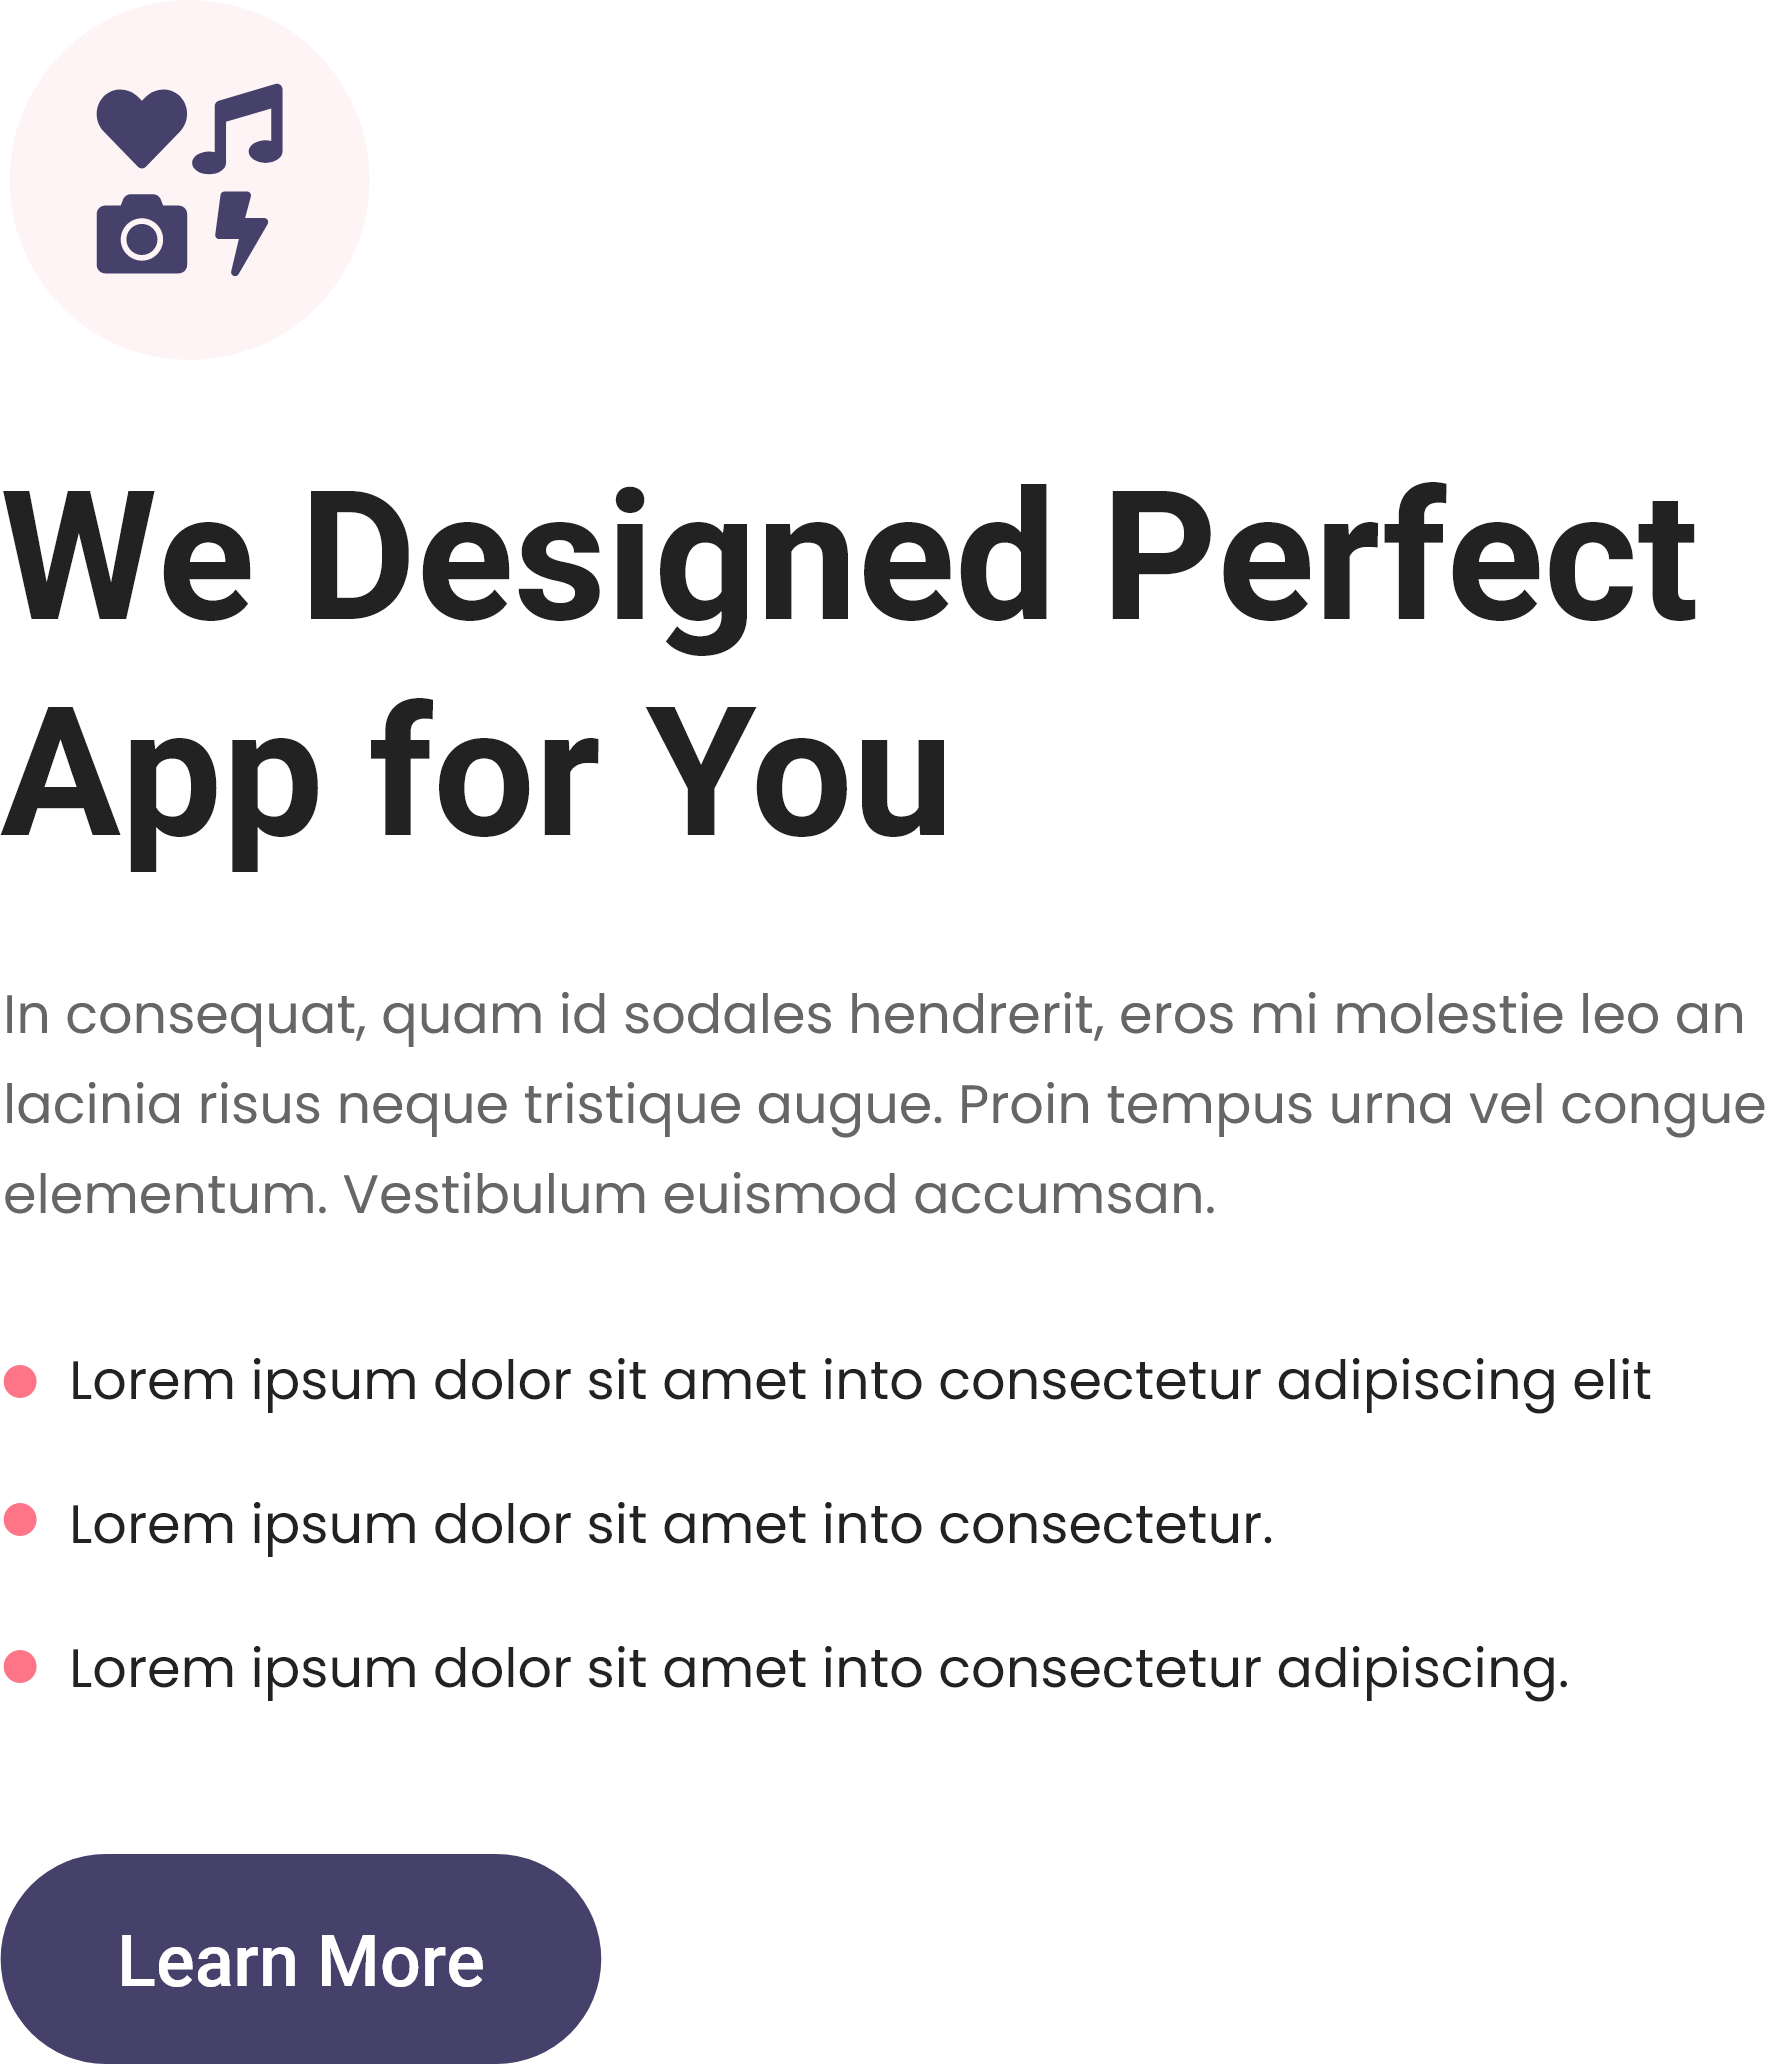 We Designed Perfect
App for You
In consequat, quam id sodales hendrerit, eros mi molestie leo an
lacinia risus neque tristique augue. Proin tempus urna vel congue
elementum. Vestibulum euismod accumsan.
Lorem ipsum dolor sit amet into consectetur adipiscing elit
Lorem ipsum dolor sit amet into consectetur.
Lorem ipsum dolor sit amet into consectetur adipiscing.
Learn More